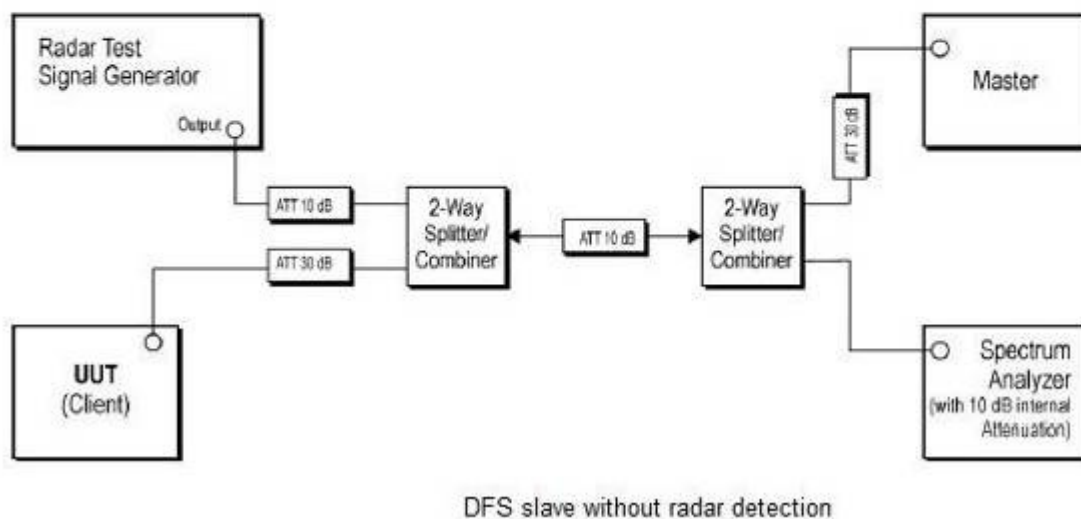 Radar Test
Signal Generator
Output
ATT 10 dB
ATT 30 dB
UUT
(Client)
2-Way
Splitter/
Combiner
ATT 10 dB
2-Way
Splitter/
Combiner
ATT 30 dB
Master
Spectrum
Analyzer
(with 10 dB internal
Attenuation)
DFS slave without radar detection